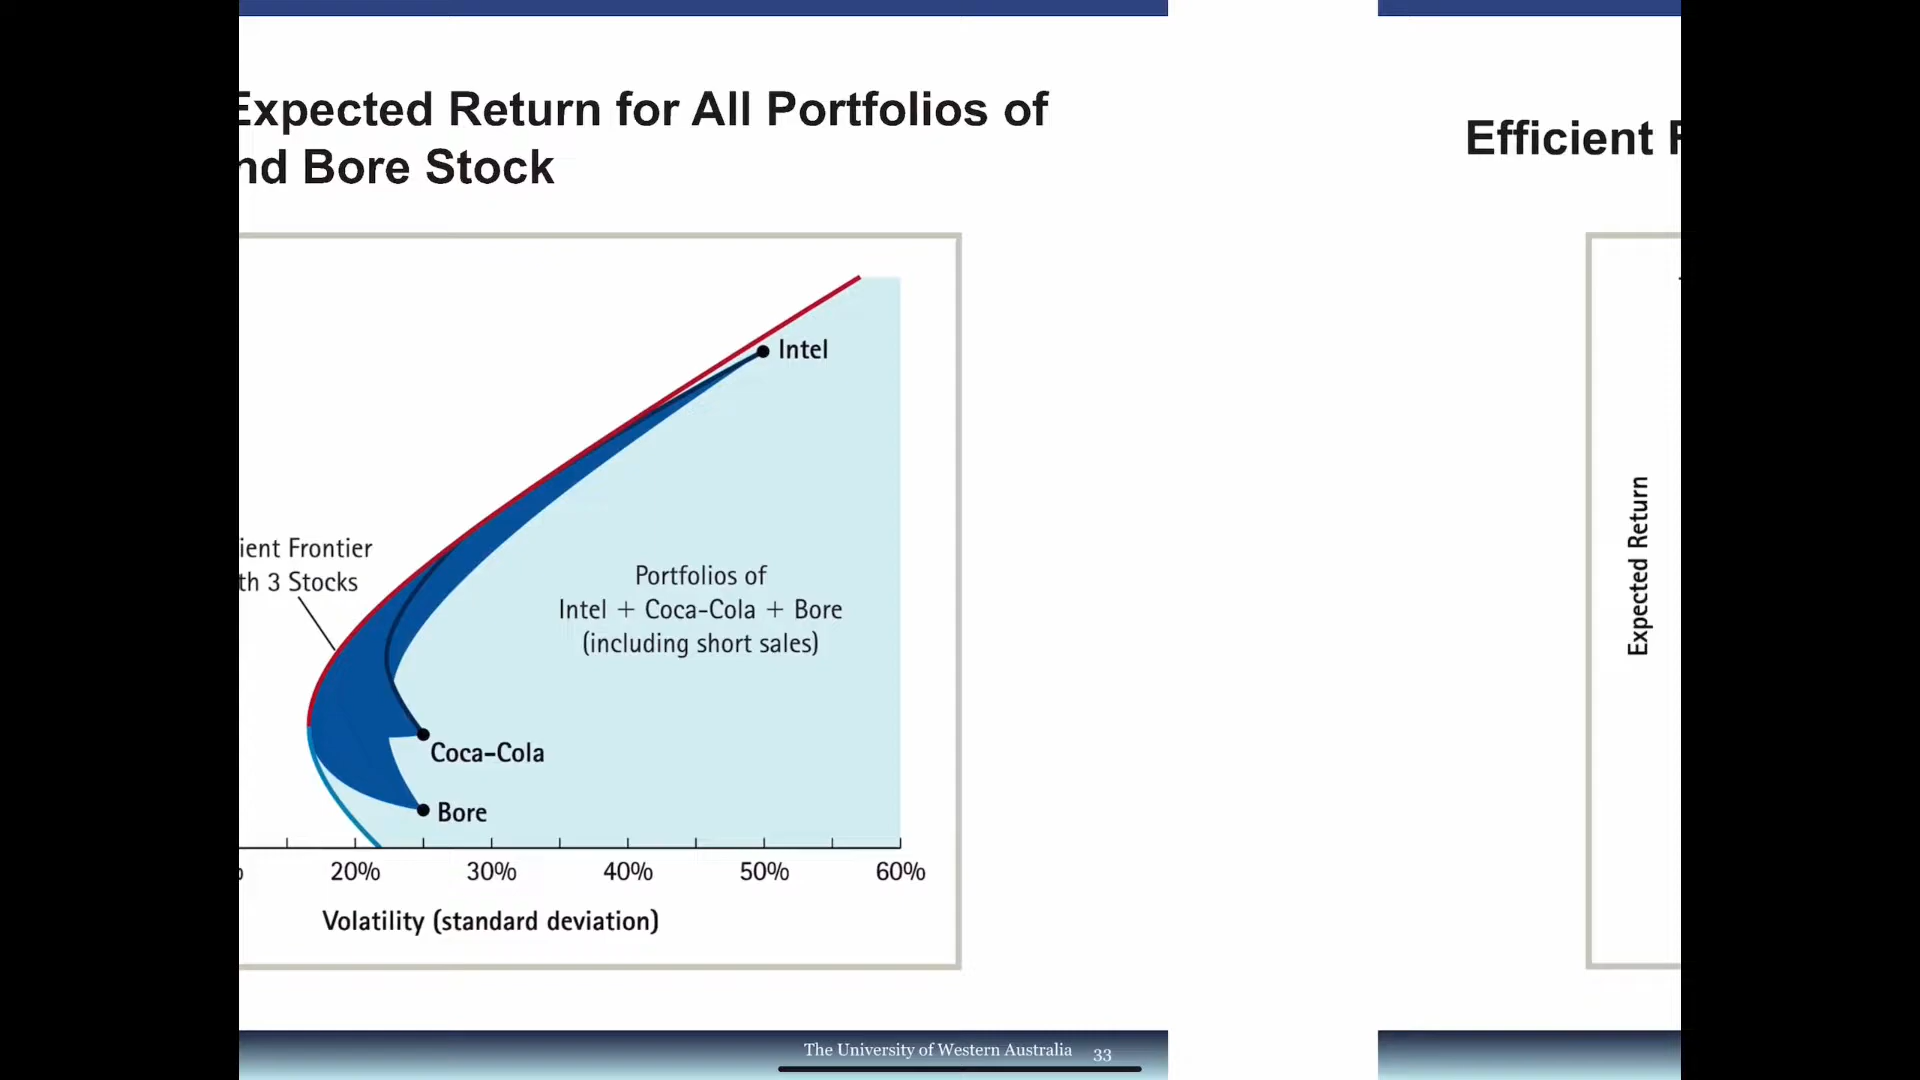 Expected Return for All Portfolios of
nd Bore Stock
Intel
ient Frontier
th 3 Stocks
Portfolios of
Intel + Coca-Cola + Bore
(including short sales)
Coca-Cola
Bore
20% 30% 40% 50% 60%
Volatility (standard deviation)
The University of Western Australia 33
Efficient
Expected Return